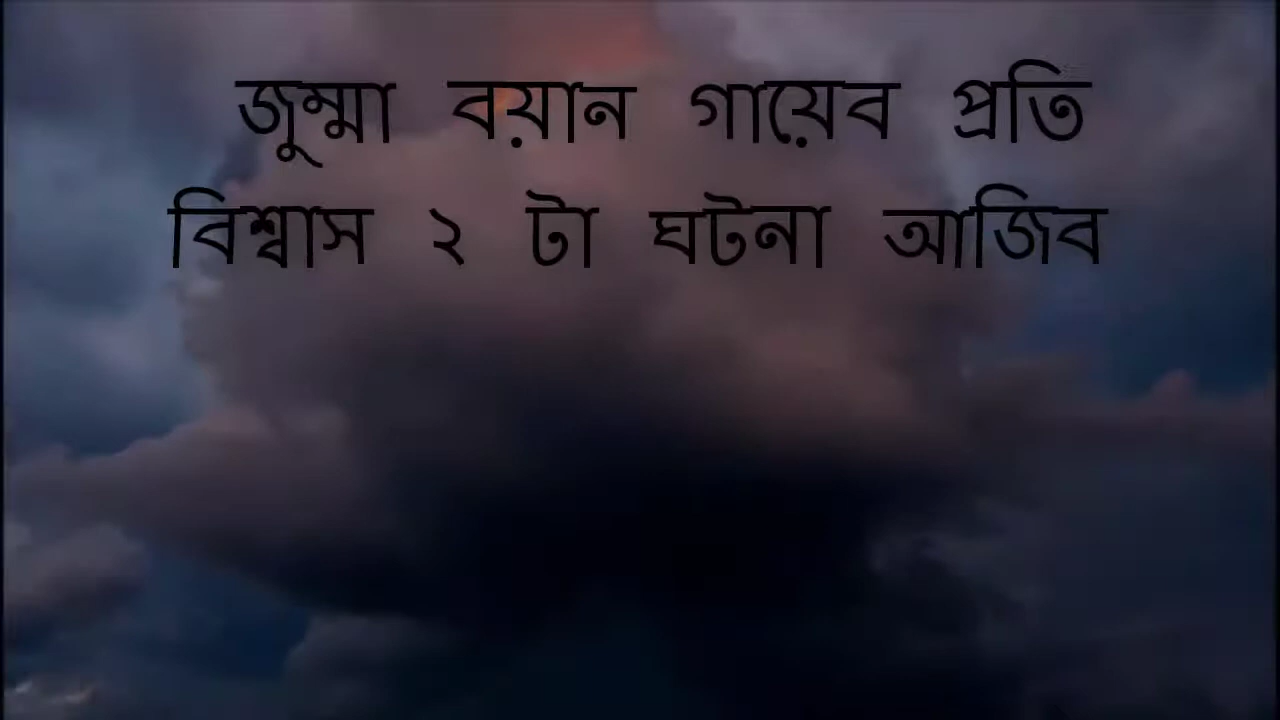 জুম্মা বয়ান গায়েব প্রতি
বিশ্বাস ২ টা ঘটনা আজিব